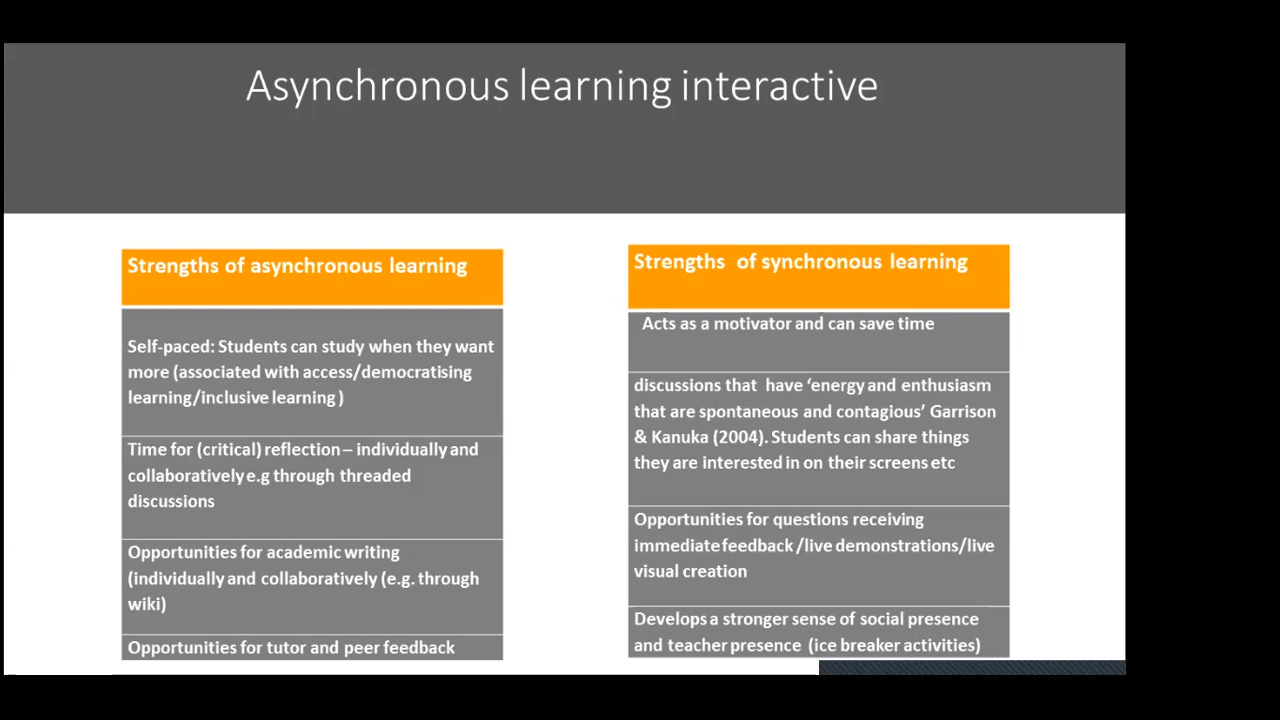 Asynchronous learning interactive
Strengths of asynchronous learning
Self-paced: Students can study when they want
more (associated with access/democratising
learning/inclusive learning )
Time for (critical) reflection – individually and
collaboratively e.g through threaded
discussions
Opportunities for academic writing
(individually and collaboratively (e.g. through
wiki)
Opportunities for tutor and peer feedback
Strengths of synchronous learning
Acts as a motivator and can save time
discussions that have ‘energy and enthusiasm
that are spontaneous and contagious’ Garrison
& Kanuka (2004). Students can share things
they are interested in on their screens etc
Opportunities for questions receiving
immediate feedback /live demonstrations/live
visual creation
Develops a stronger sense of social presence
and teacher presence (ice breaker activities)